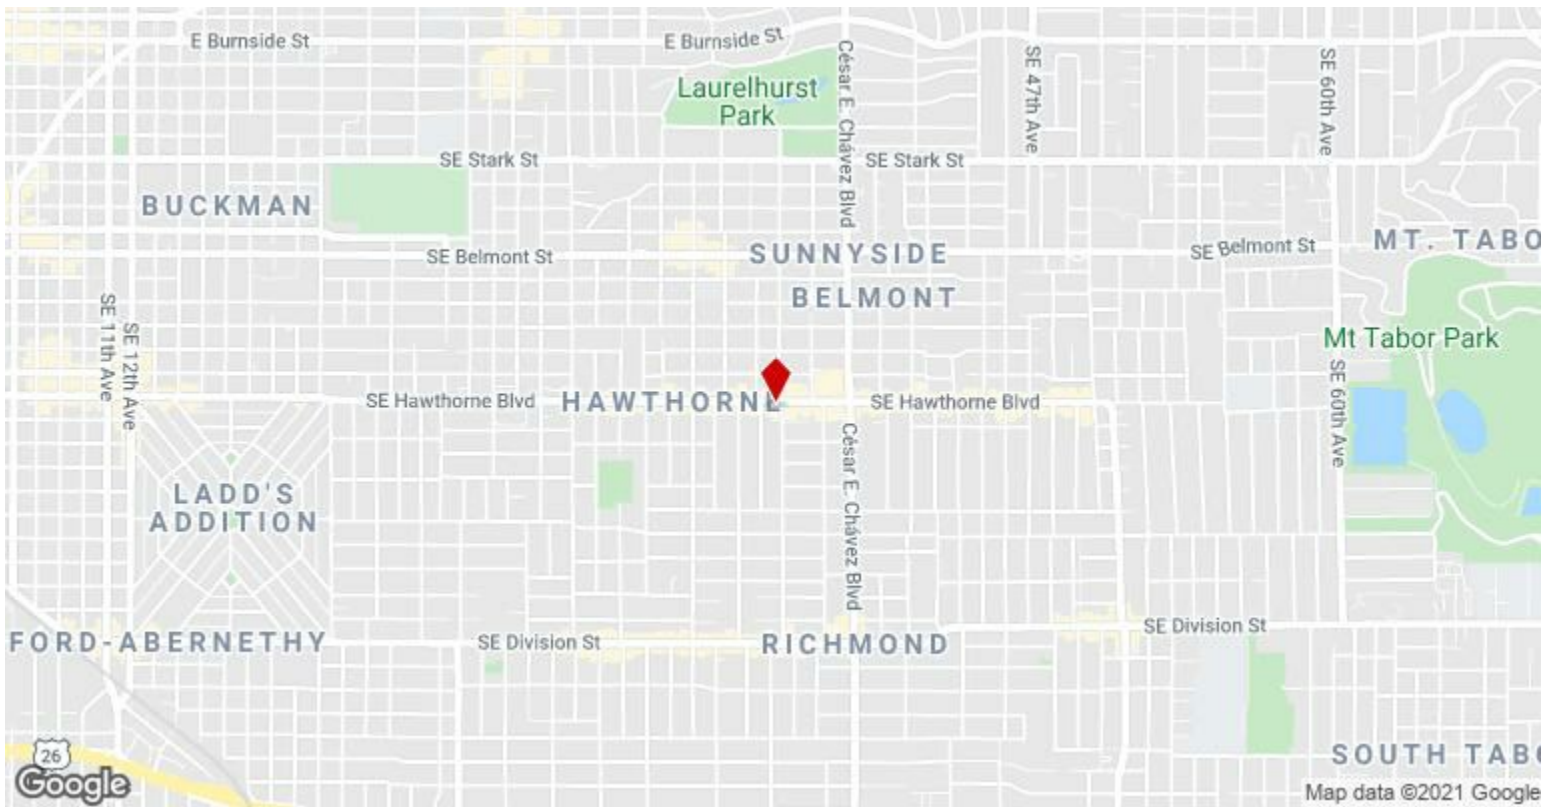 E Burnside St
E Burnside St
César E. Chávez Blvd
SE 47th Ave
SE 60th Ave
Laurelhurst
Park
SE Stark St
SE Stark St
BUCKMAN
SE Belmont St
SUNNYSIDE
SE Belmont St
MT. TABO
BELMONT
SE 11th Ave
SE 12th Ave
Mt Tabor Park
SE Hawthorne Blvd
HAWTHORNE
SE Hawthorne Blvd
SE 60th Ave
César E. Chávez Blvd
LADD'S
ADDITION
FORD-ABERNETHY
SE Division St
RICHMOND
SE Division St
26
SOUTH TABO
Google
Map data ©2021 Google